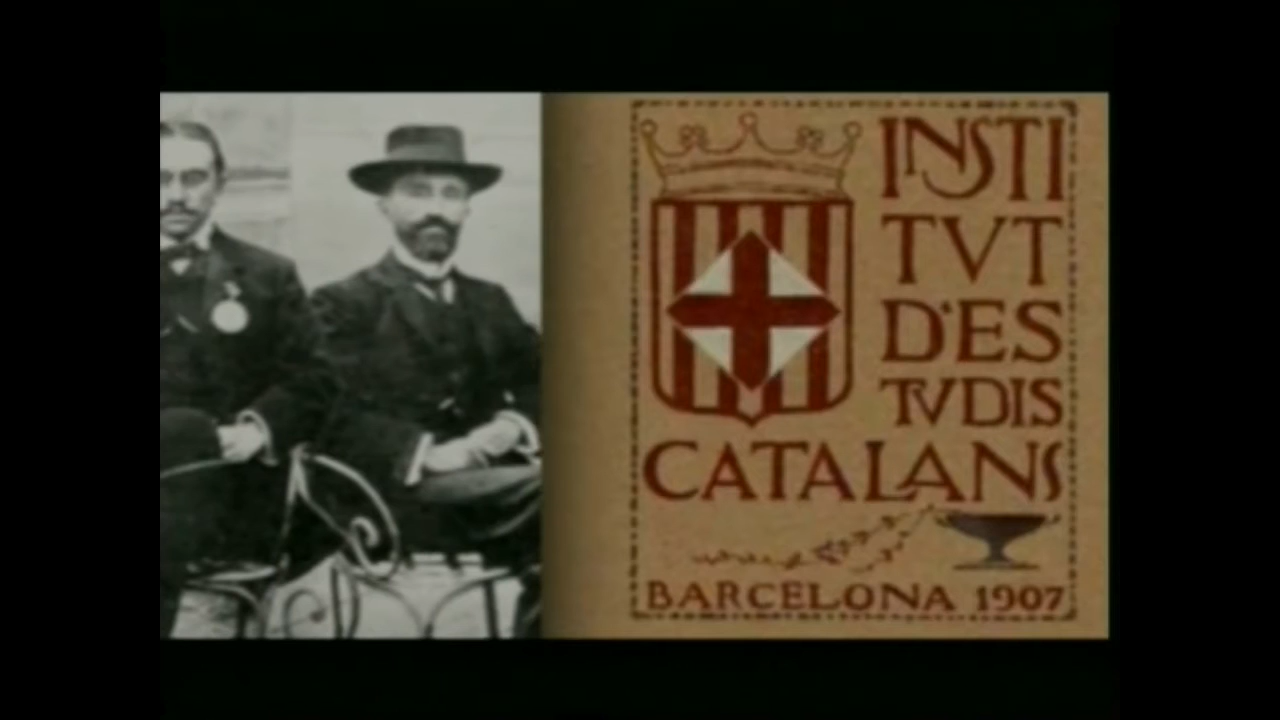 INSTI
TVT
D'ES
TVDIS
CATALANS
BARCELONA 1907